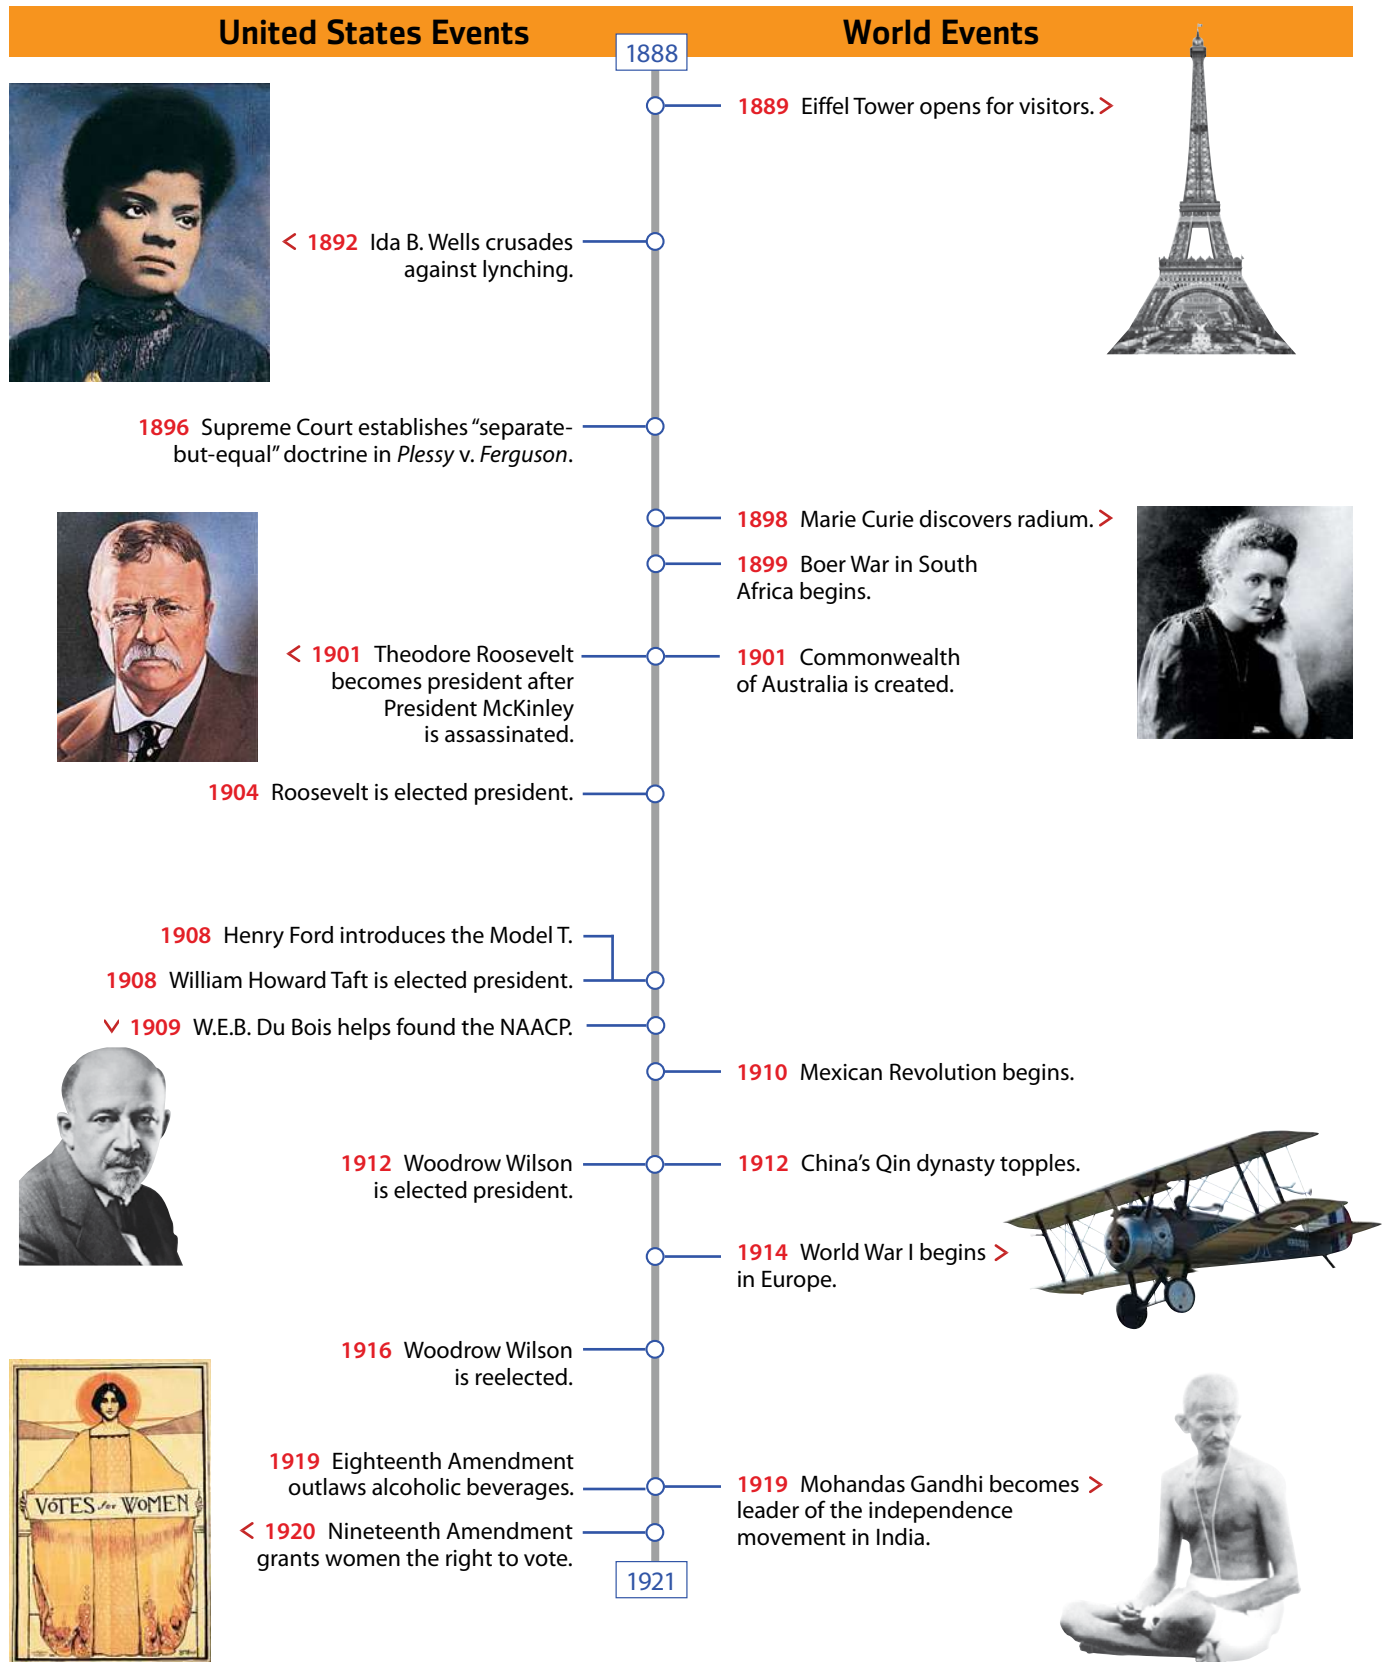 United States Events
World Events
1888
1889 Eiffel Tower opens for visitors. >
< 1892 Ida B. Wells crusades
against lynching.
1896 Supreme Court establishes “separate-
but-equal” doctrine in Plessy v. Ferguson.
1898 Marie Curie discovers radium. >
1899 Boer War in South
Africa begins.
< 1901 Theodore Roosevelt
becomes president after
President McKinley
is assassinated.
1901 Commonwealth
of Australia is created.
1904 Roosevelt is elected president.
1908 Henry Ford introduces the Model T.
1908 William Howard Taft is elected president.
1909 W.E.B. Du Bois helps found the NAACP.
1910 Mexican Revolution begins.
1912 Woodrow Wilson
is elected president.
1912 China’s Qin dynasty topples.
1914 World War I begins >
in Europe.
1916 Woodrow Wilson
is reelected.
1919 Eighteenth Amendment
outlaws alcoholic beverages.
1919 Mohandas Gandhi becomes >
leader of the independence
movement in India.
VOTES for WOMEN
< 1920 Nineteenth Amendment
grants women the right to vote.
1921